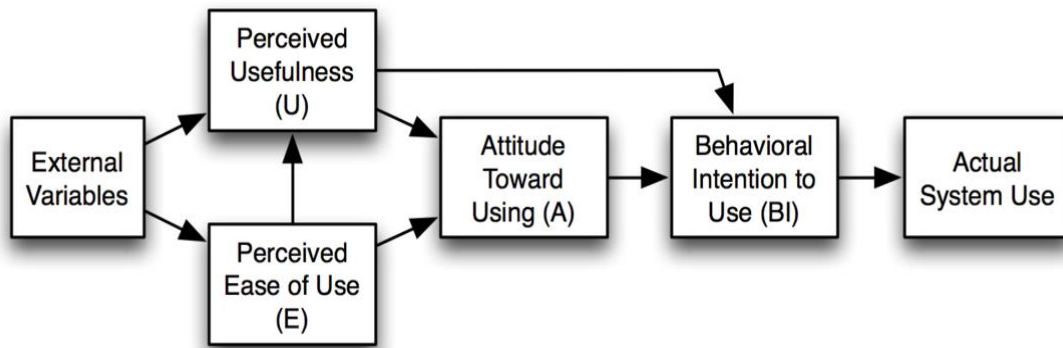 Perceived
Usefulness
(U)
External
Variables
Perceived
Ease of Use
(E)
Attitude
Toward
Using (A)
Behavioral
Intention to
Use (BI)
Actual
System Use